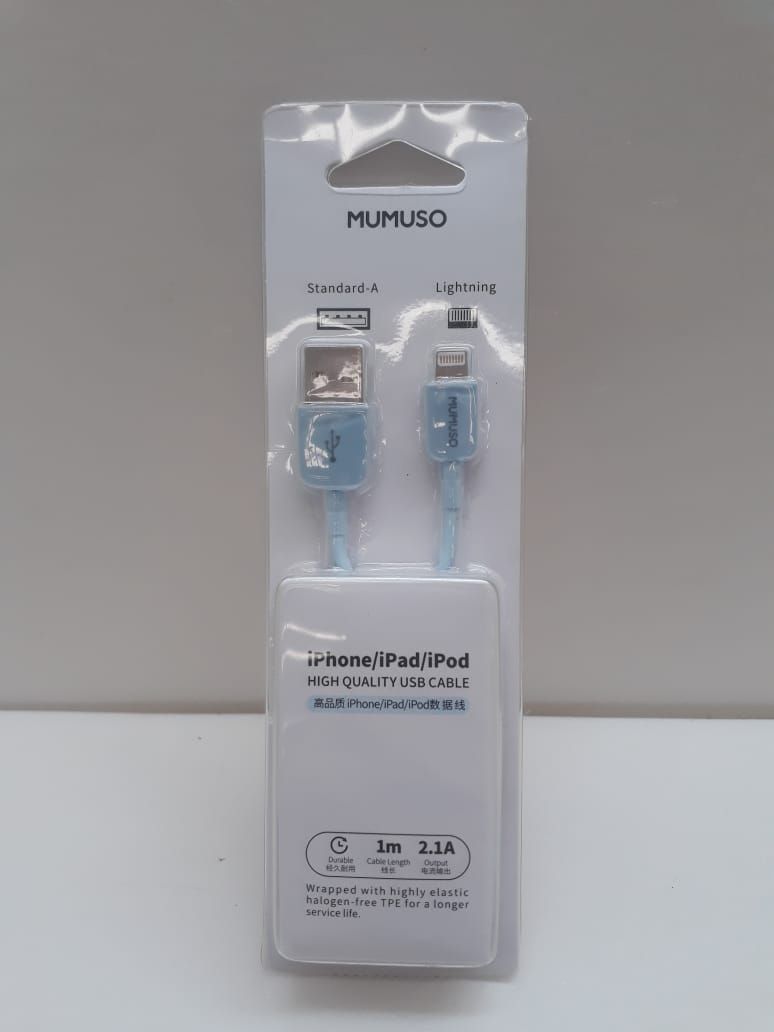 MUMUSO
Standard-A Lightning
MUMUSO
iPhone/iPad/iPod
HIGH QUALITY USB CABLE
高品质 iPhone/iPad/iPod数据线
1m 2.1A
Durable Cable Length Output
经久耐用 线长 电流输出
Wrapped with highly elastic
halogen-free TPE for a longer
service life.